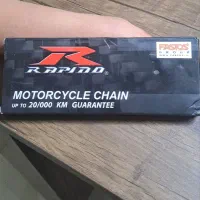 R
RAPIDO
MOTORCYCLE CHAIN
UP TO 20/000 KM GUARANTEE